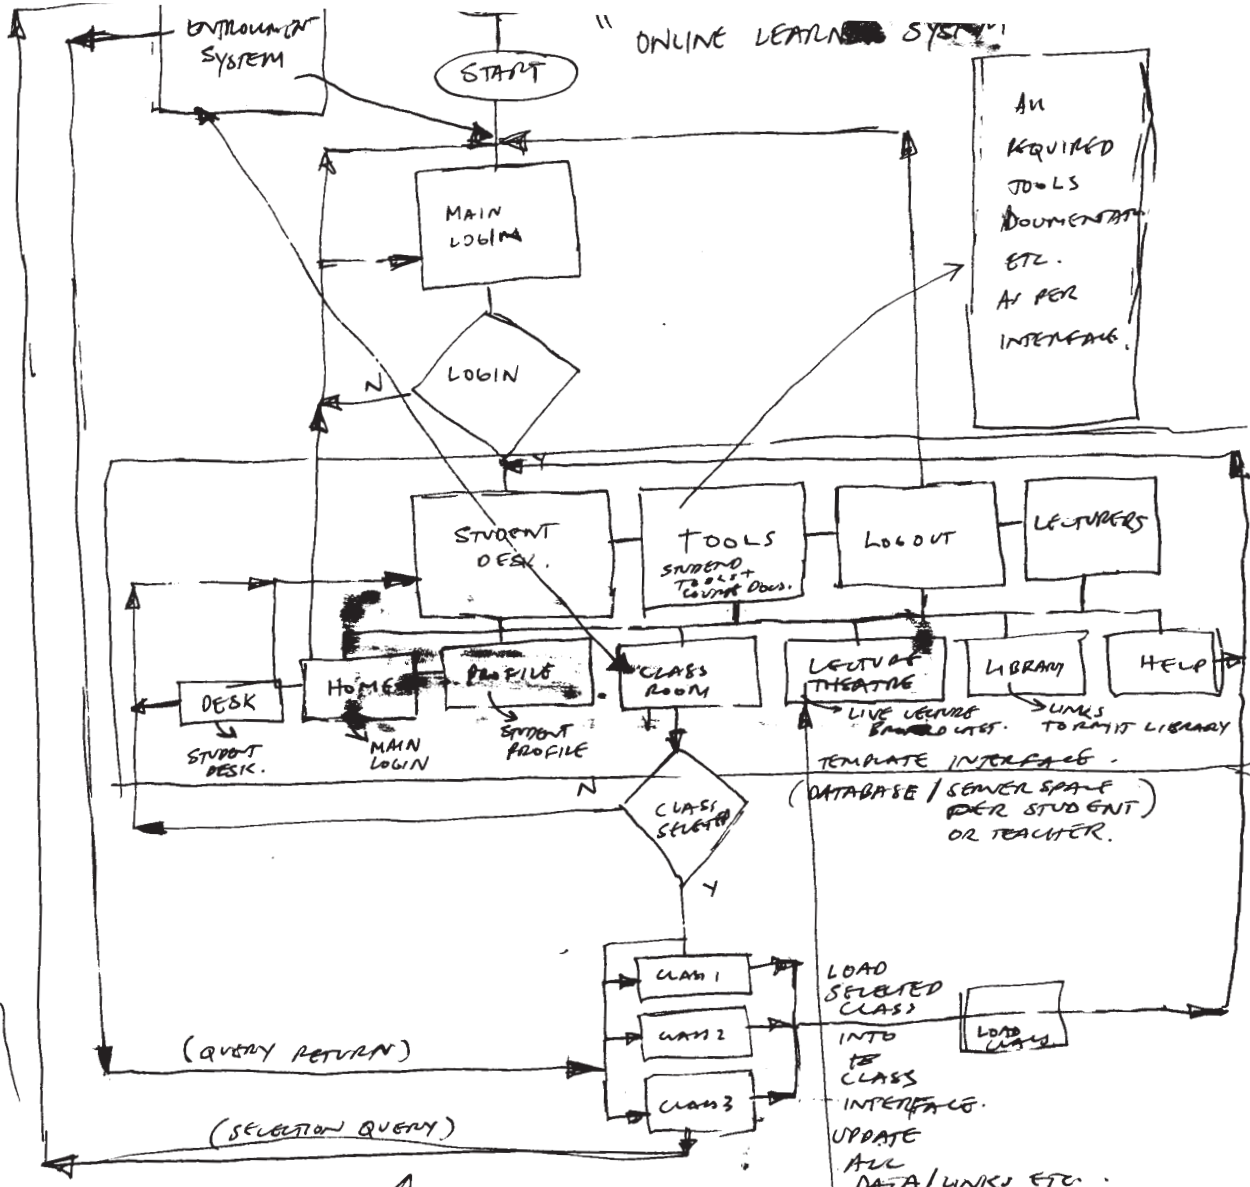 ENTROLLMENT
SYSTEM
START
" ONLINE LEARN SYSTEM
ALL
REQUIRED
TOOLS
DOCUMENTATI
ETC.
AS PER
INTERFACE.
MAIN
LOGIN
LOGIN
N
Y
STUDENT
DESK.
TOOLS
STUDENT
TOOLS +
COURSE DOCS.
LOGOUT
LECTURERS
DESK
HOME
PROFILE
CLASS
ROOM
LECTURE
THEATRE
LIBRARY
HELP
STUDENT
DESK.
MAIN
LOGIN
STUDENT
PROFILE
LIVE LECTURE
BROADCAST.
LINKS
TO RMIT LIBRARY
TEMPLATE INTERFACE.
(DATABASE / SERVER SPACE
PER STUDENT)
OR TEACHER.
N
CLASS
SELECTED
Y
CLASS 1
CLASS 2
CLASS 3
(QUERY RETURN)
(SELECTION QUERY)
LOAD
SELECTED
CLASS
INTO
CLASS
INTERFACE.
UPDATE
ALL
DATA/LINKS ETC.
LOAD
CLASS